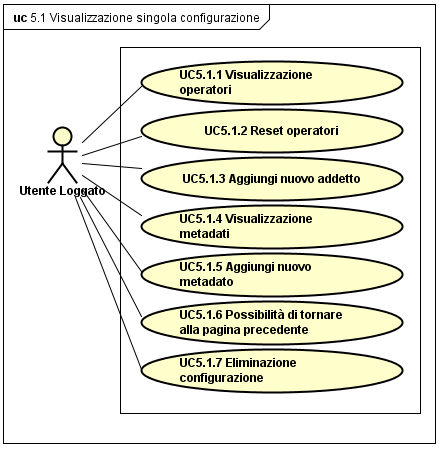 uc 5.1 Visualizzazione singola configurazione
UC5.1.1 Visualizzazione
operatori
UC5.1.2 Reset operatori
UC5.1.3 Aggiungi nuovo addetto
Utente Loggato
UC5.1.4 Visualizzazione
metadati
UC5.1.5 Aggiungi nuovo
metadato
UC5.1.6 Possibilità di tornare
alla pagina precedente
UC5.1.7 Eliminazione
configurazione